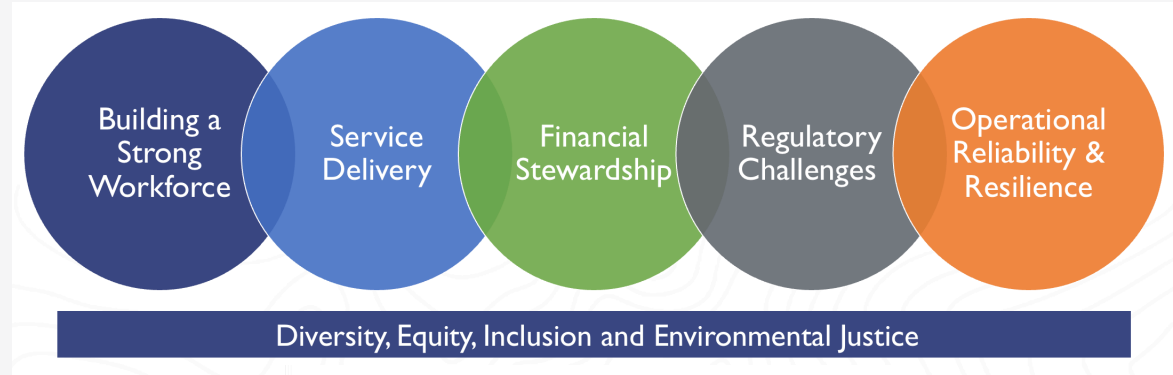 Building a
Strong
Workforce
Service
Delivery
Financial
Stewardship
Regulatory
Challenges
Operational
Reliability &
Resilience
Diversity, Equity, Inclusion and Environmental Justice